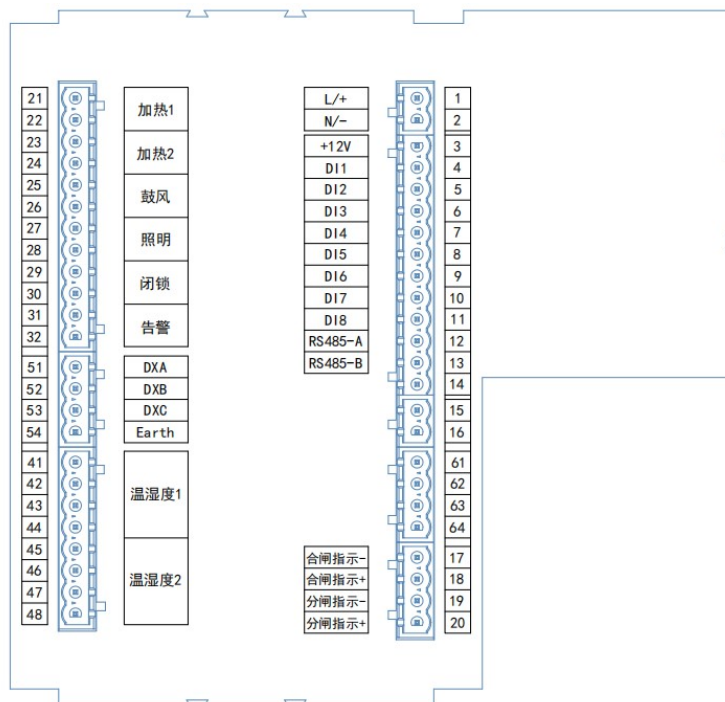 21
22
加热1
23
24
加热2
25
26
鼓风
27
28
照明
29
30
闭锁
31
32
告警
51 DXA
52 DXB
53 DXC
54 Earth
41
42
43
44
温湿度1
45
46
47
48
温湿度2
L/+ 1
N/- 2
+12V 3
DI1 4
DI2 5
DI3 6
DI4 7
DI5 8
DI6 9
DI7 10
DI8 11
RS485-A 12
RS485-B 13
14
15
16
61
62
63
64
合闸指示- 17
合闸指示+ 18
分闸指示- 19
分闸指示+ 20